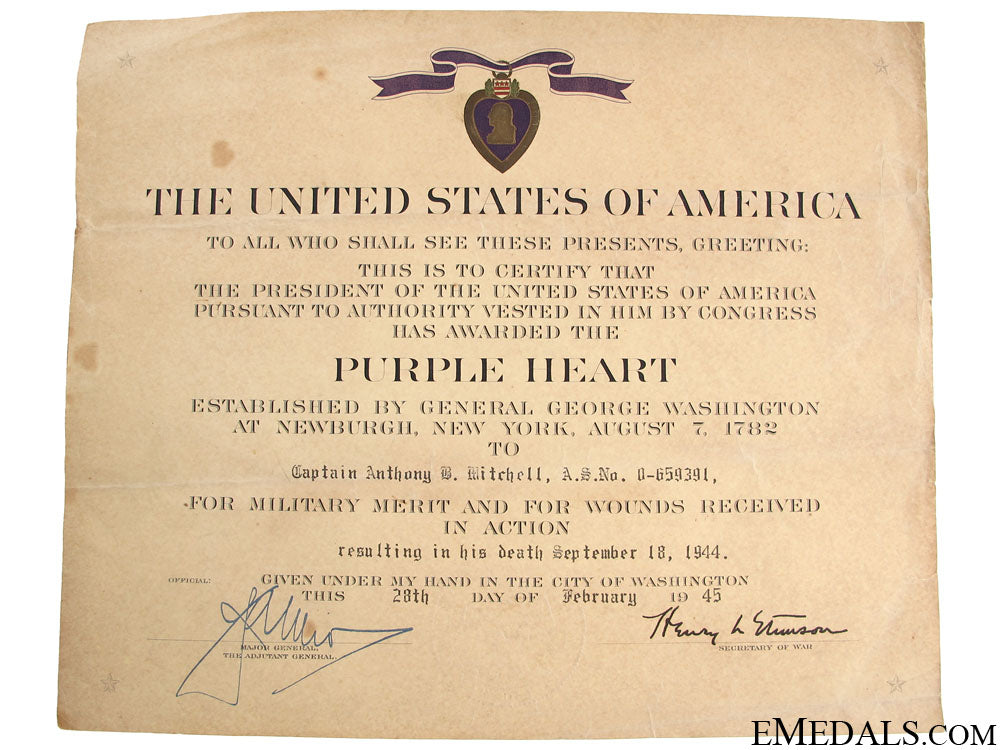 THE UNITED STATES OF AMERICA
TO ALL WHO SHALL SEE THESE PRESENTS, GREETING:
THIS IS TO CERTIFY THAT
THE PRESIDENT OF THE UNITED STATES OF AMERICA
PURSUANT TO AUTHORITY VESTED IN HIM BY CONGRESS
HAS AWARDED THE
PURPLE HEART
ESTABLISHED BY GENERAL GEORGE WASHINGTON
AT NEWBURGH, NEW YORK, AUGUST 7, 1782
TO
Captain Anthony B. Mitchell, A.S.No. O-659391,
FOR MILITARY MERIT AND FOR WOUNDS RECEIVED
IN ACTION
resulting in his death September 18, 1944.
OFFICIAL: GIVEN UNDER MY HAND IN THE CITY OF WASHINGTON
THIS 28th DAY OF February 19 45
Henry L Stimson
MAJOR GENERAL, SECRETARY OF WAR
THE ADJUTANT GENERAL.
EMEDALS.COM